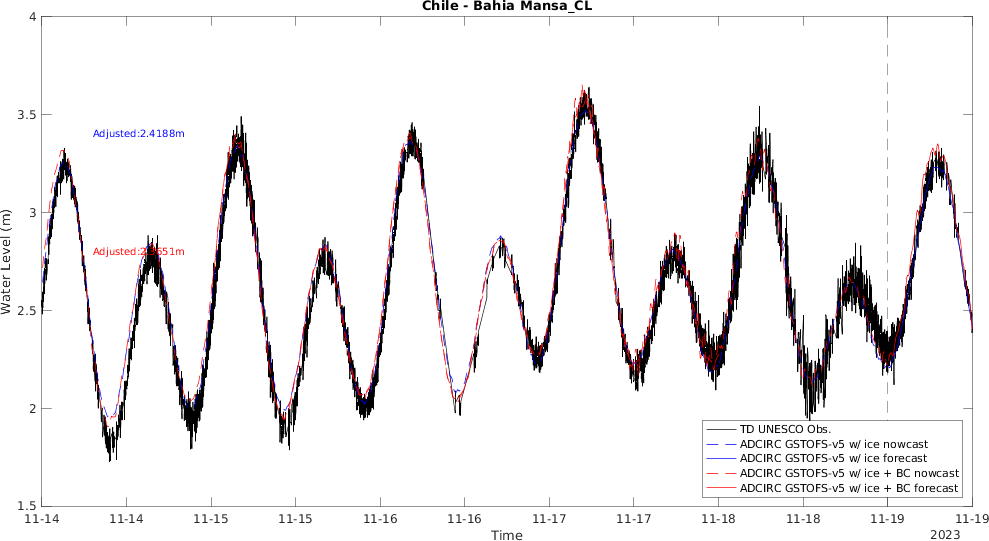 Chile - Bahia Mansa_CL
4
3.5
3
2.5
2
1.5
Water Level (m)
Adjusted:2.4188m
TD UNESCO Obs.
ADCIRC GSTOFS-v5 w/ ice nowcast
ADCIRC GSTOFS-v5 w/ ice forecast
ADCIRC GSTOFS-v5 w/ ice + BC nowcast
ADCIRC GSTOFS-v5 w/ ice + BC forecast
11-14 11-14 11-15 11-15 11-16 11-16 11-17 11-17 11-18 11-18 11-19 11-19
Time
2023